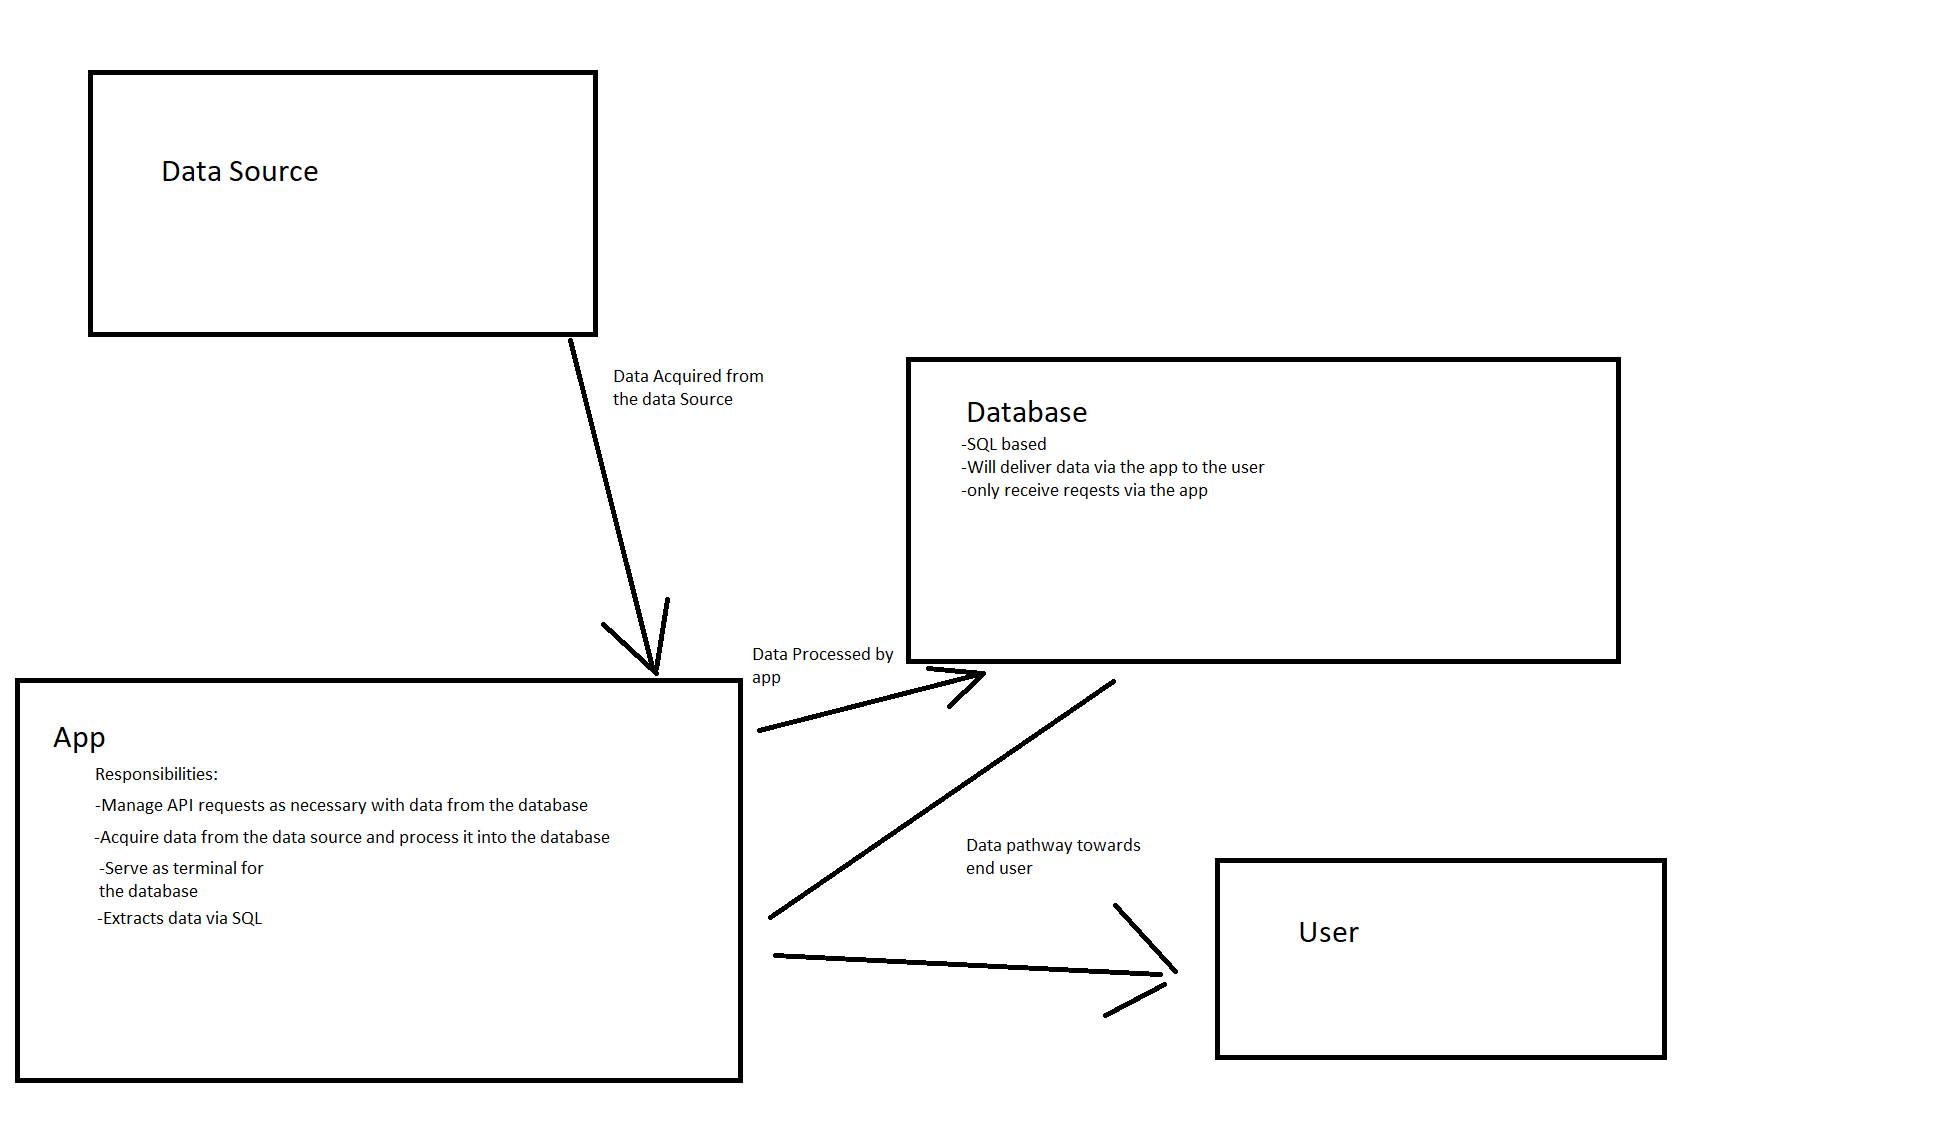 Data Source
Data Acquired from
the data Source
Database
-SQL based
-Will deliver data via the app to the user
-only receive reqests via the app
Data Processed by
app
App
Responsibilities:
-Manage API requests as necessary with data from the database
-Acquire data from the data source and process it into the database
-Serve as terminal for
the database
-Extracts data via SQL
Data pathway towards
end user
User